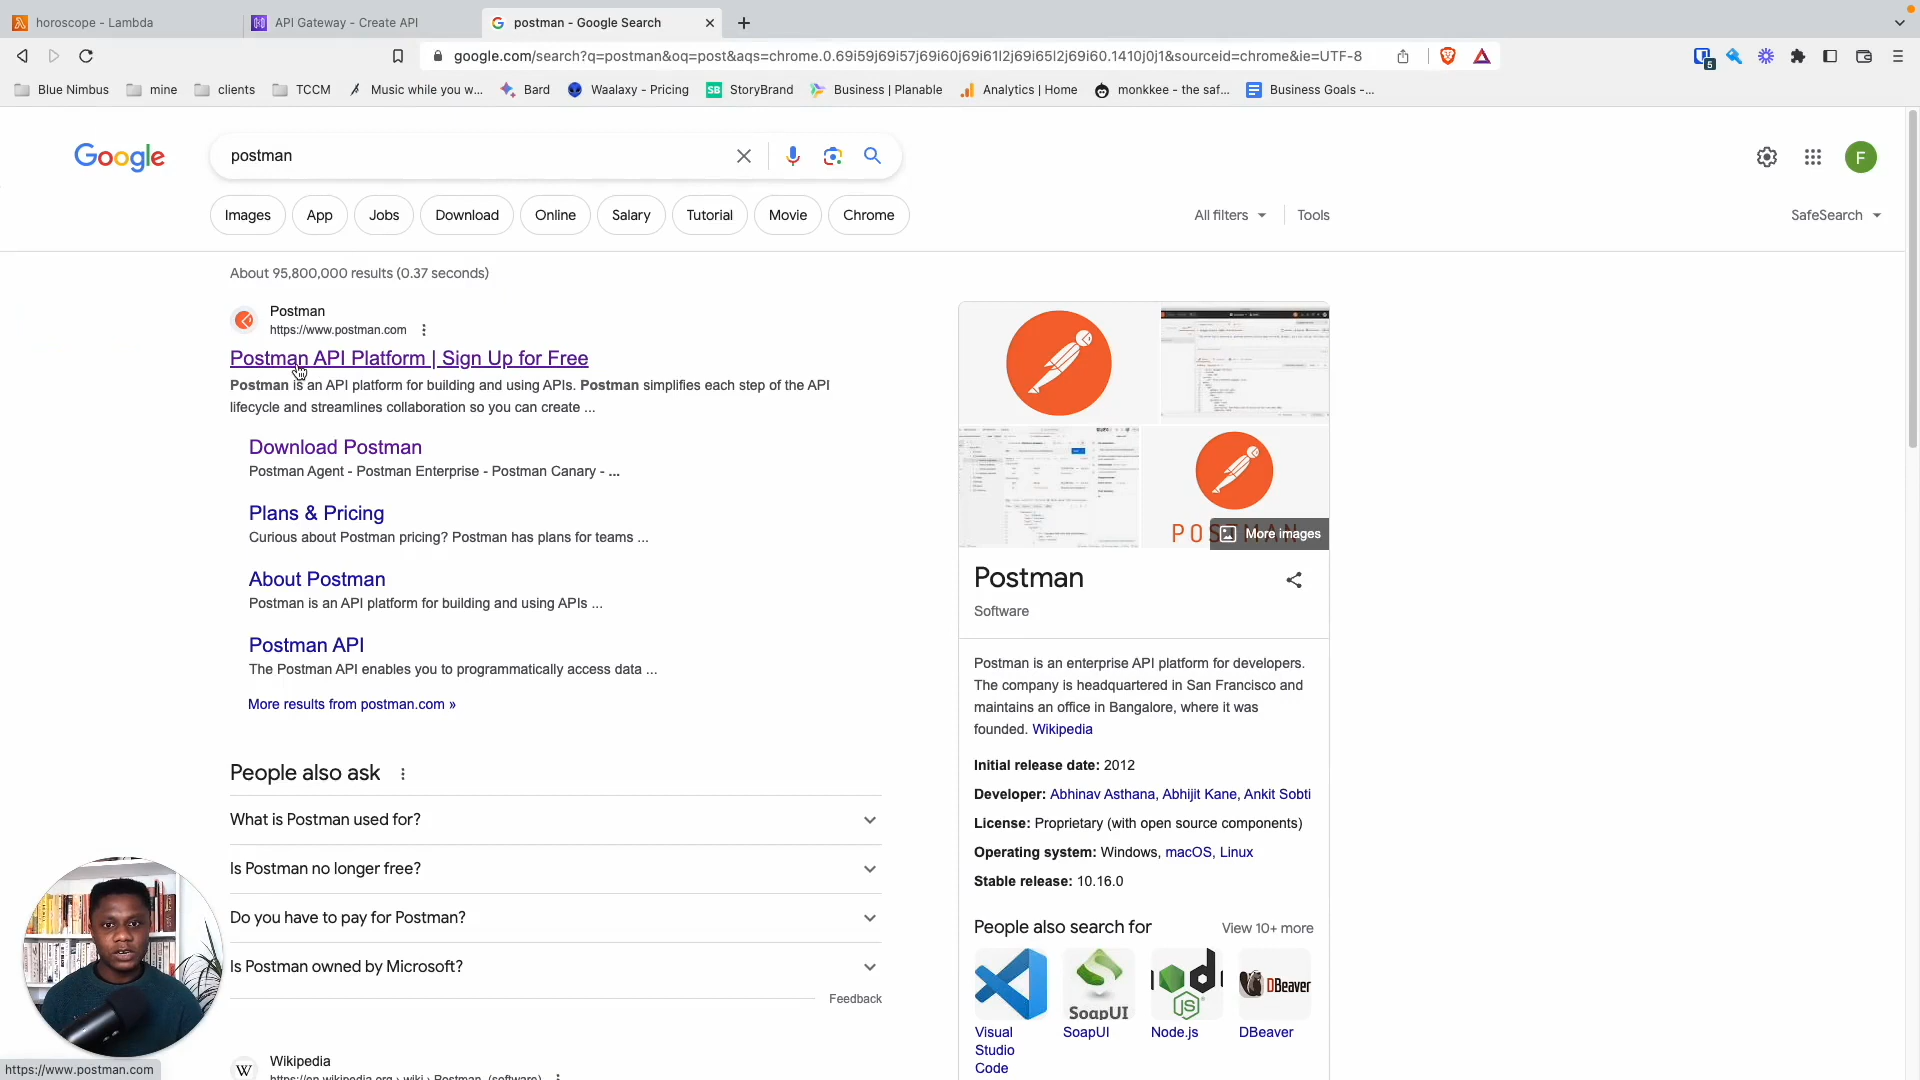 horoscope - Lambda
API Gateway - Create API
postman - Google Search
google.com/search?q=postman&oq=post&aqs=chrome.0.69i59j69i57j69i60j69i61l2j69i65l2j69i60.1410j0j1&sourceid=chrome&ie=UTF-8
5
Blue Nimbus
mine
clients
TCCM
Music while you w...
Bard
Waalaxy - Pricing
SB StoryBrand
Business | Planable
Analytics | Home
monkkee - the saf...
Business Goals -...
Google
postman
F
Images
App
Jobs
Download
Online
Salary
Tutorial
Movie
Chrome
All filters
Tools
SafeSearch
About 95,800,000 results (0.37 seconds)
Postman
https://www.postman.com
Postman API Platform | Sign Up for Free
Postman is an API platform for building and using APIs. Postman simplifies each step of the API
lifecycle and streamlines collaboration so you can create ...
Download Postman
Postman Agent - Postman Enterprise - Postman Canary - ...
Plans & Pricing
Curious about Postman pricing? Postman has plans for teams ...
About Postman
Postman is an API platform for building and using APIs ...
Postman API
The Postman API enables you to programmatically access data ...
More results from postman.com »
People also ask
What is Postman used for?
Is Postman no longer free?
Do you have to pay for Postman?
Is Postman owned by Microsoft?
Feedback
W
Wikipedia
https://en.wikipedia.org › wiki › Postman_(software)
https://www.postman.com
More images
Postman
Software
Postman is an enterprise API platform for developers.
The company is headquartered in San Francisco and
maintains an office in Bangalore, where it was
founded. Wikipedia
Initial release date: 2012
Developer: Abhinav Asthana, Abhijit Kane, Ankit Sobti
License: Proprietary (with open source components)
Operating system: Windows, macOS, Linux
Stable release: 10.16.0
People also search for
View 10+ more
SoapUI
DBeaver
Visual
Studio
Code
SoapUI
Node.js
DBeaver